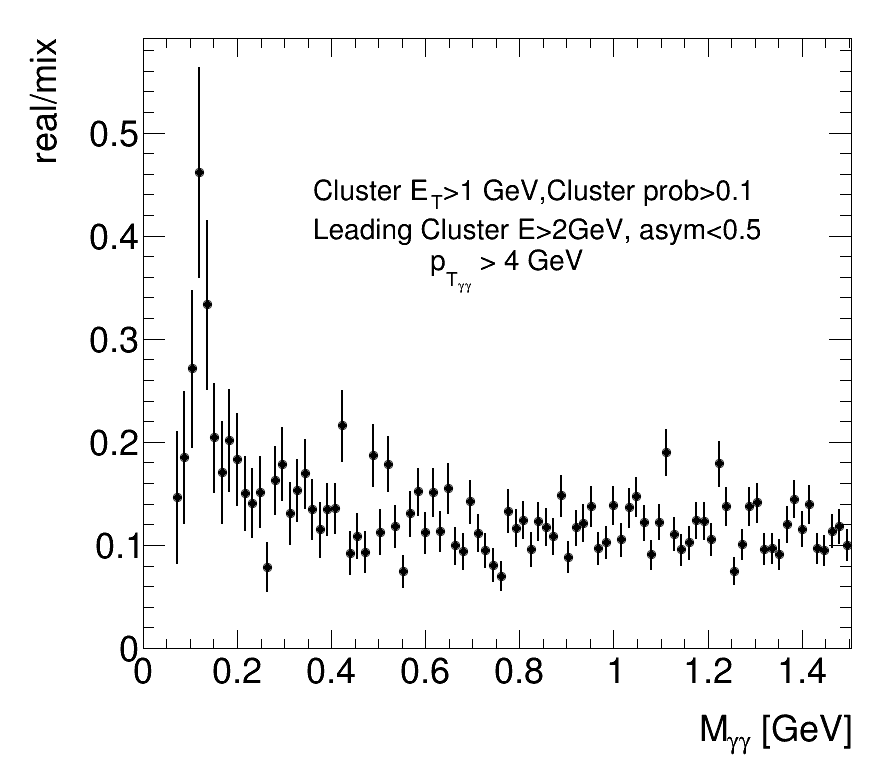 real/mix
0.5
0.4
0.3
0.2
0.1
0
Cluster E_T>1 GeV,Cluster prob>0.1
Leading Cluster E>2GeV, asym<0.5
p_Tγγ > 4 GeV
0 0.2 0.4 0.6 0.8 1 1.2 1.4
Mγγ [GeV]